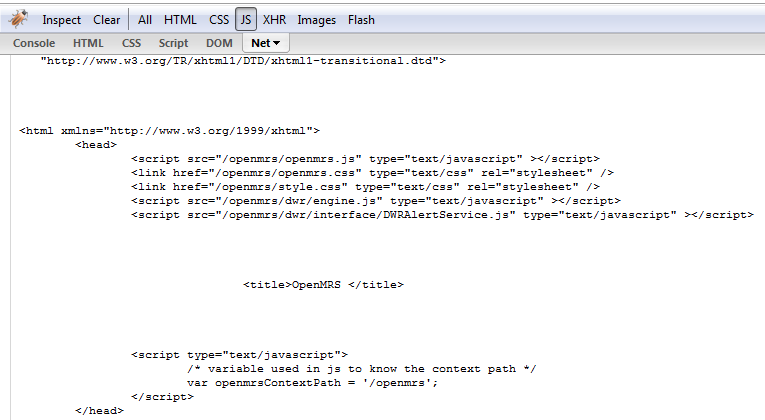 Inspect Clear All HTML CSS JS XHR Images Flash
Console HTML CSS Script DOM Net
"http://www.w3.org/TR/xhtml1/DTD/xhtml1-transitional.dtd">
<html xmlns="http://www.w3.org/1999/xhtml">
<head>
<script src="/openmrs/openmrs.js" type="text/javascript" ></script>
<link href="/openmrs/openmrs.css" type="text/css" rel="stylesheet" />
<link href="/openmrs/style.css" type="text/css" rel="stylesheet" />
<script src="/openmrs/dwr/engine.js" type="text/javascript" ></script>
<script src="/openmrs/dwr/interface/DWRAlertService.js" type="text/javascript" ></script>
<title>OpenMRS </title>
<script type="text/javascript">
/* variable used in js to know the context path */
var openmrsContextPath = '/openmrs';
</script>
</head>